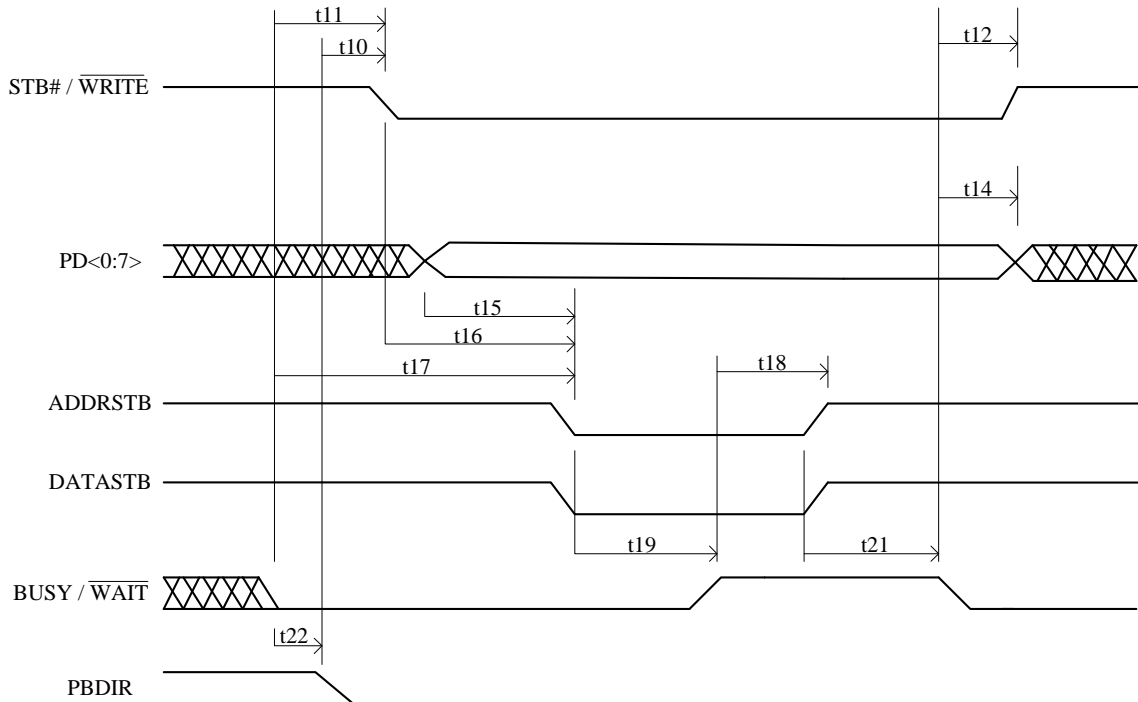 t11
t12
t10
STB# / WRITE
t14
PD<0:7>
t15
t16
t17
t18
ADDRSTB
DATASTB
t19
t21
BUSY / WAIT
t22
PBDIR